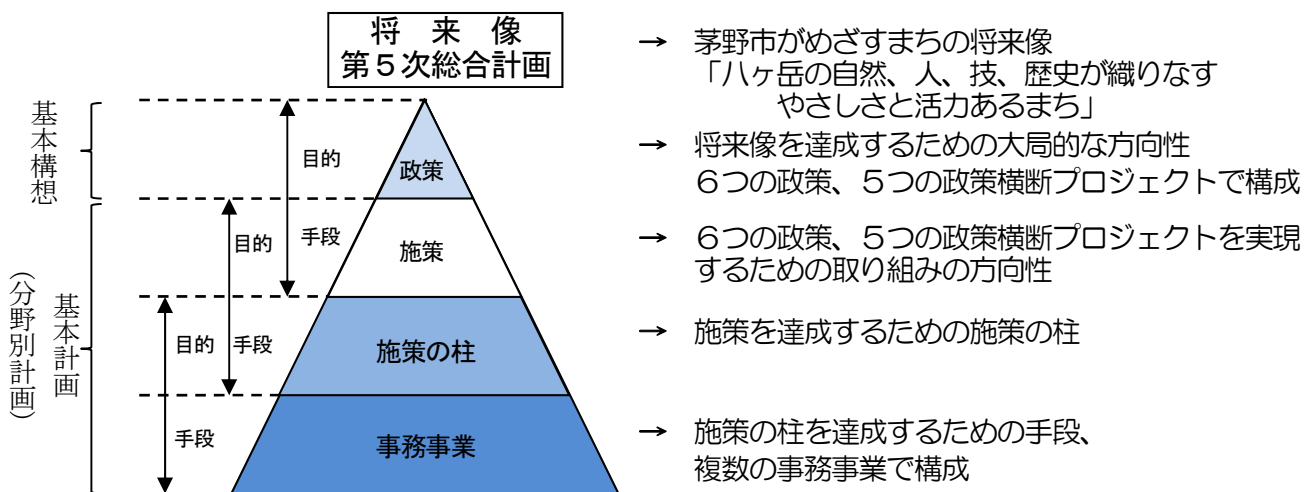 将 来 像
第5次総合計画
→ 茅野市がめざすまちの将来像
「八ヶ岳の自然、人、技、歴史が織りなす
やさしさと活力あるまち」
基本構想
目的
政策
→ 将来像を達成するための大局的な方向性
6つの政策、5つの政策横断プロジェクトで構成
目的
手段
施策
→ 6つの政策、5つの政策横断プロジェクトを実現
するための取り組みの方向性
基本計画
(分野別計画)
目的
手段
施策の柱
→ 施策を達成するための施策の柱
手段
事務事業
→ 施策の柱を達成するための手段、
複数の事務事業で構成